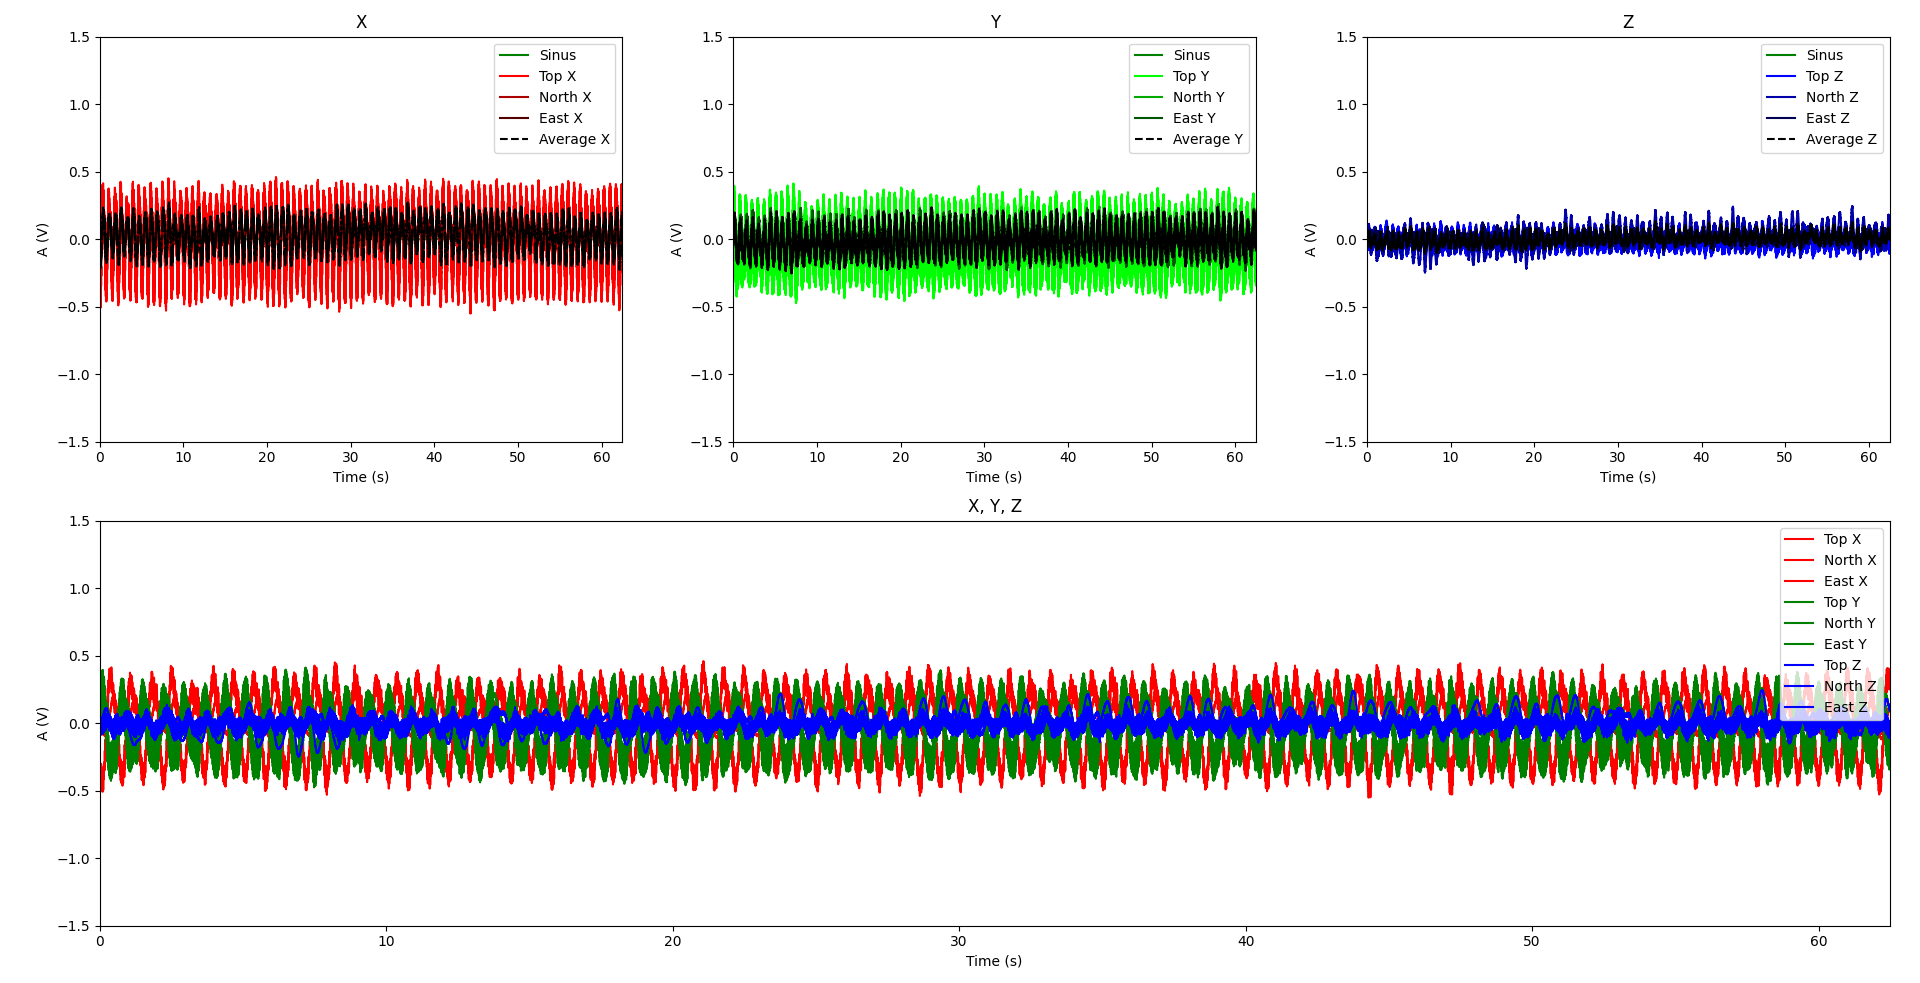 X
1.5
1.0
0.5
0.0
−0.5
−1.0
−1.5
A (V)
0 10 20 30 40 50 60
Time (s)
Sinus
Top X
North X
East X
Average X
Y
1.5
1.0
0.5
0.0
−0.5
−1.0
−1.5
A (V)
0 10 20 30 40 50 60
Time (s)
Sinus
Top Y
North Y
East Y
Average Y
Z
1.5
1.0
0.5
0.0
−0.5
−1.0
−1.5
A (V)
0 10 20 30 40 50 60
Time (s)
Sinus
Top Z
North Z
East Z
Average Z
X, Y, Z
1.5
1.0
0.5
0.0
−0.5
−1.0
−1.5
A (V)
0 10 20 30 40 50 60
Time (s)
Top X
North X
East X
Top Y
North Y
East Y
Top Z
North Z
East Z